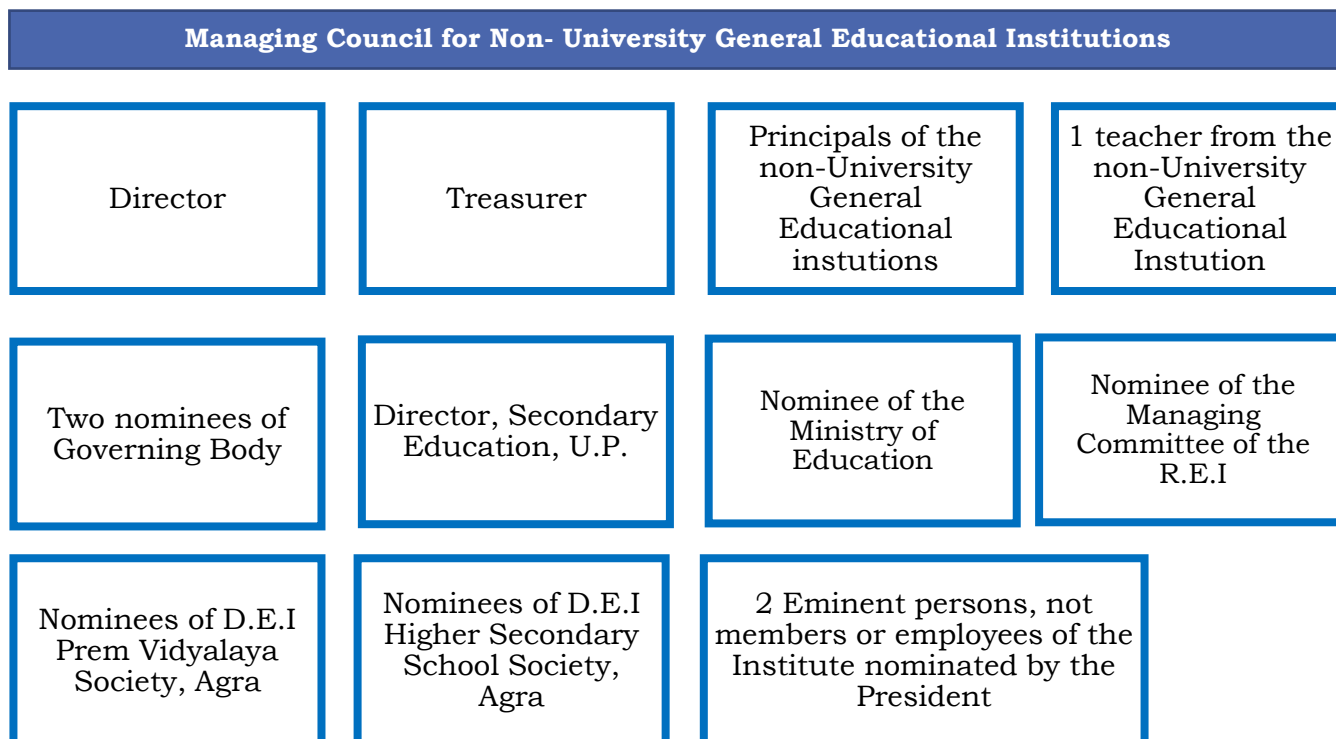 Managing Council for Non- University General Educational Institutions
Director
Treasurer
Principals of the
non-University
General
Educational
instutions
1 teacher from the
non-University
General
Educational
Instution
Two nominees of
Governing Body
Director, Secondary
Education, U.P.
Nominee of the
Ministry of
Education
Nominee of the
Managing
Committee of the
R.E.I
Nominees of D.E.I
Prem Vidyalaya
Society, Agra
Nominees of D.E.I
Higher Secondary
School Society,
Agra
2 Eminent persons, not
members or employees of the
Institute nominated by the
President